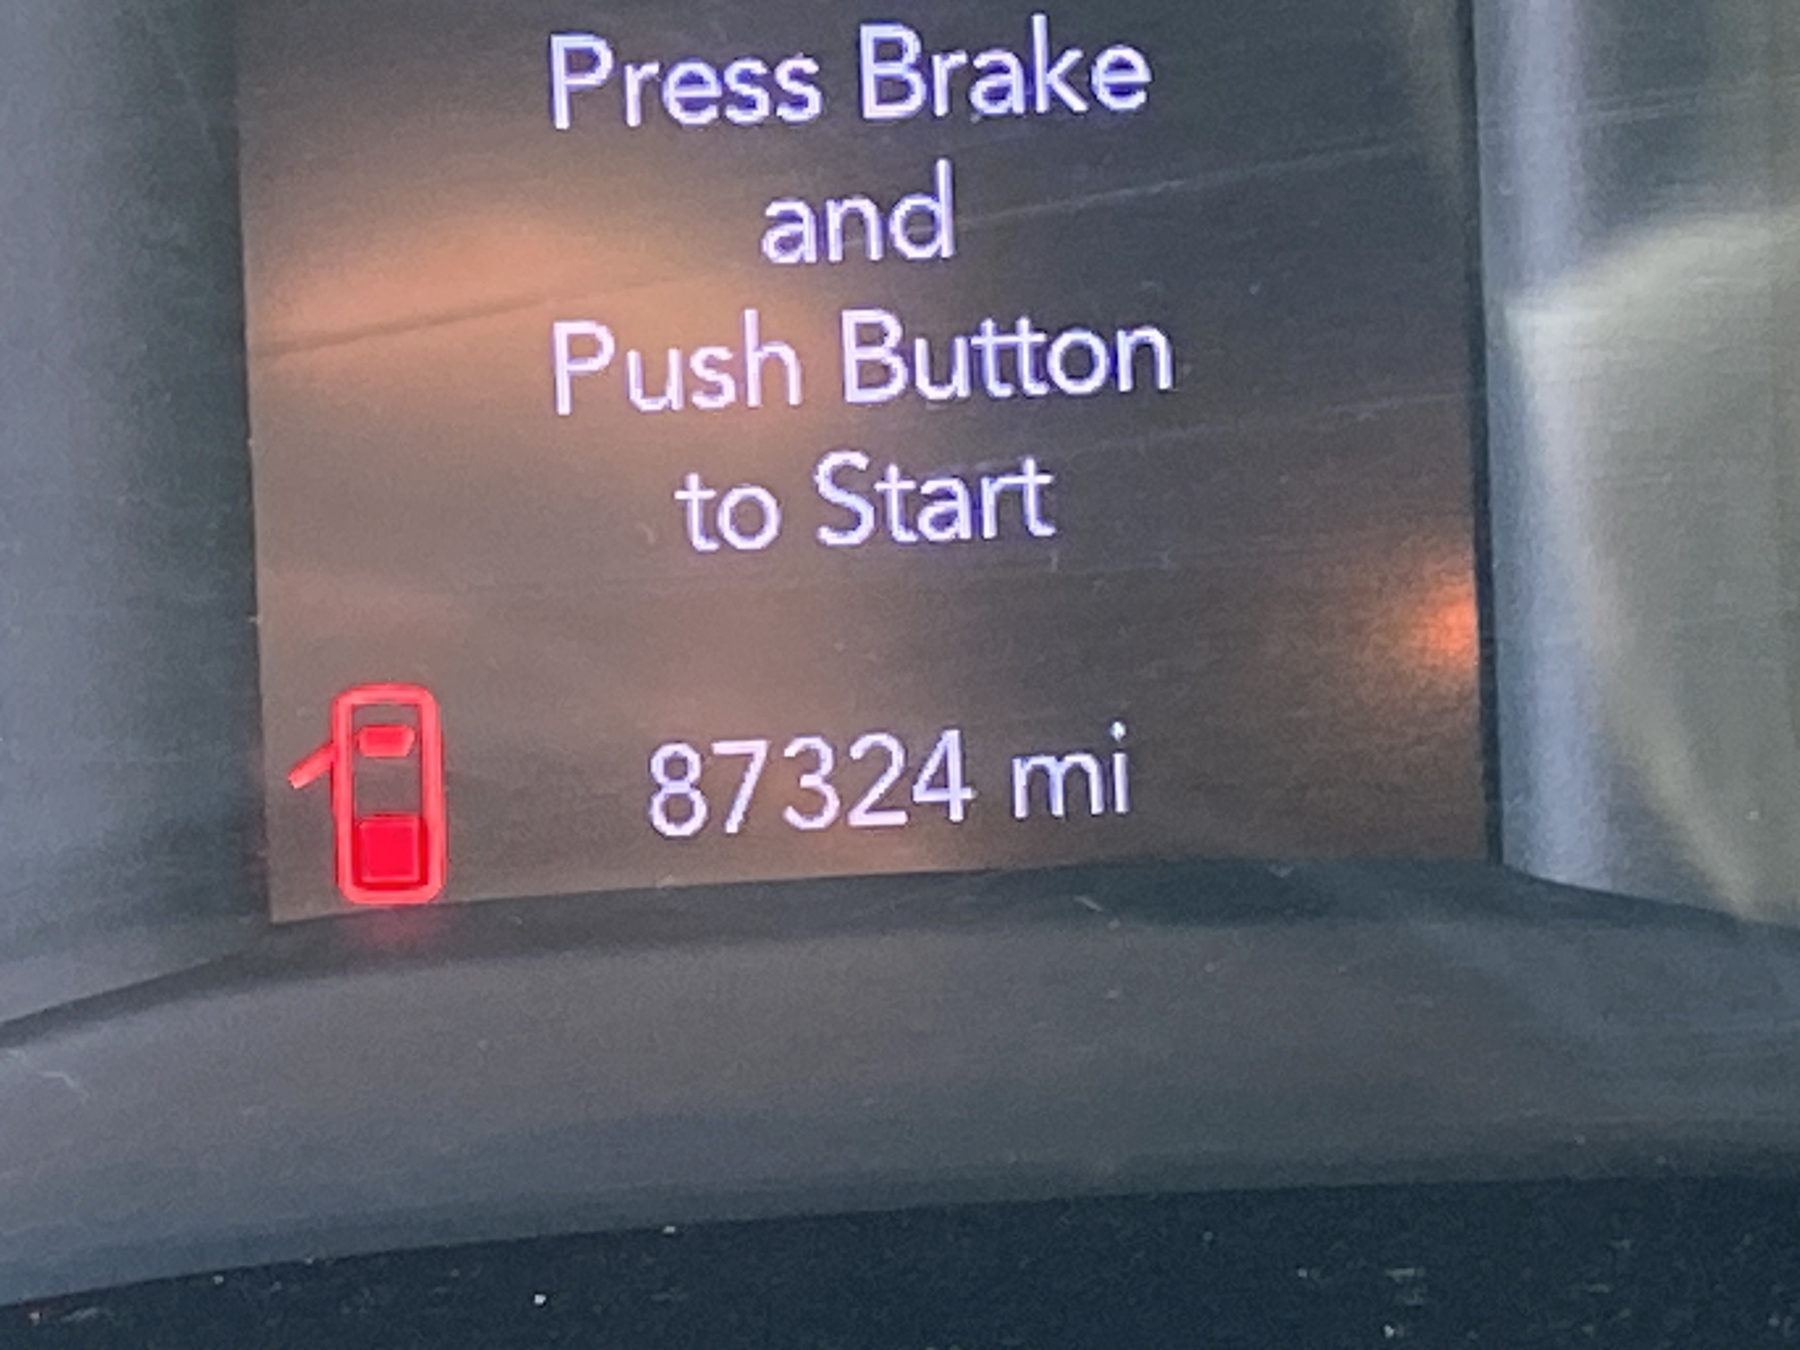 Press Brake
and
Push Button
to Start
87324 mi